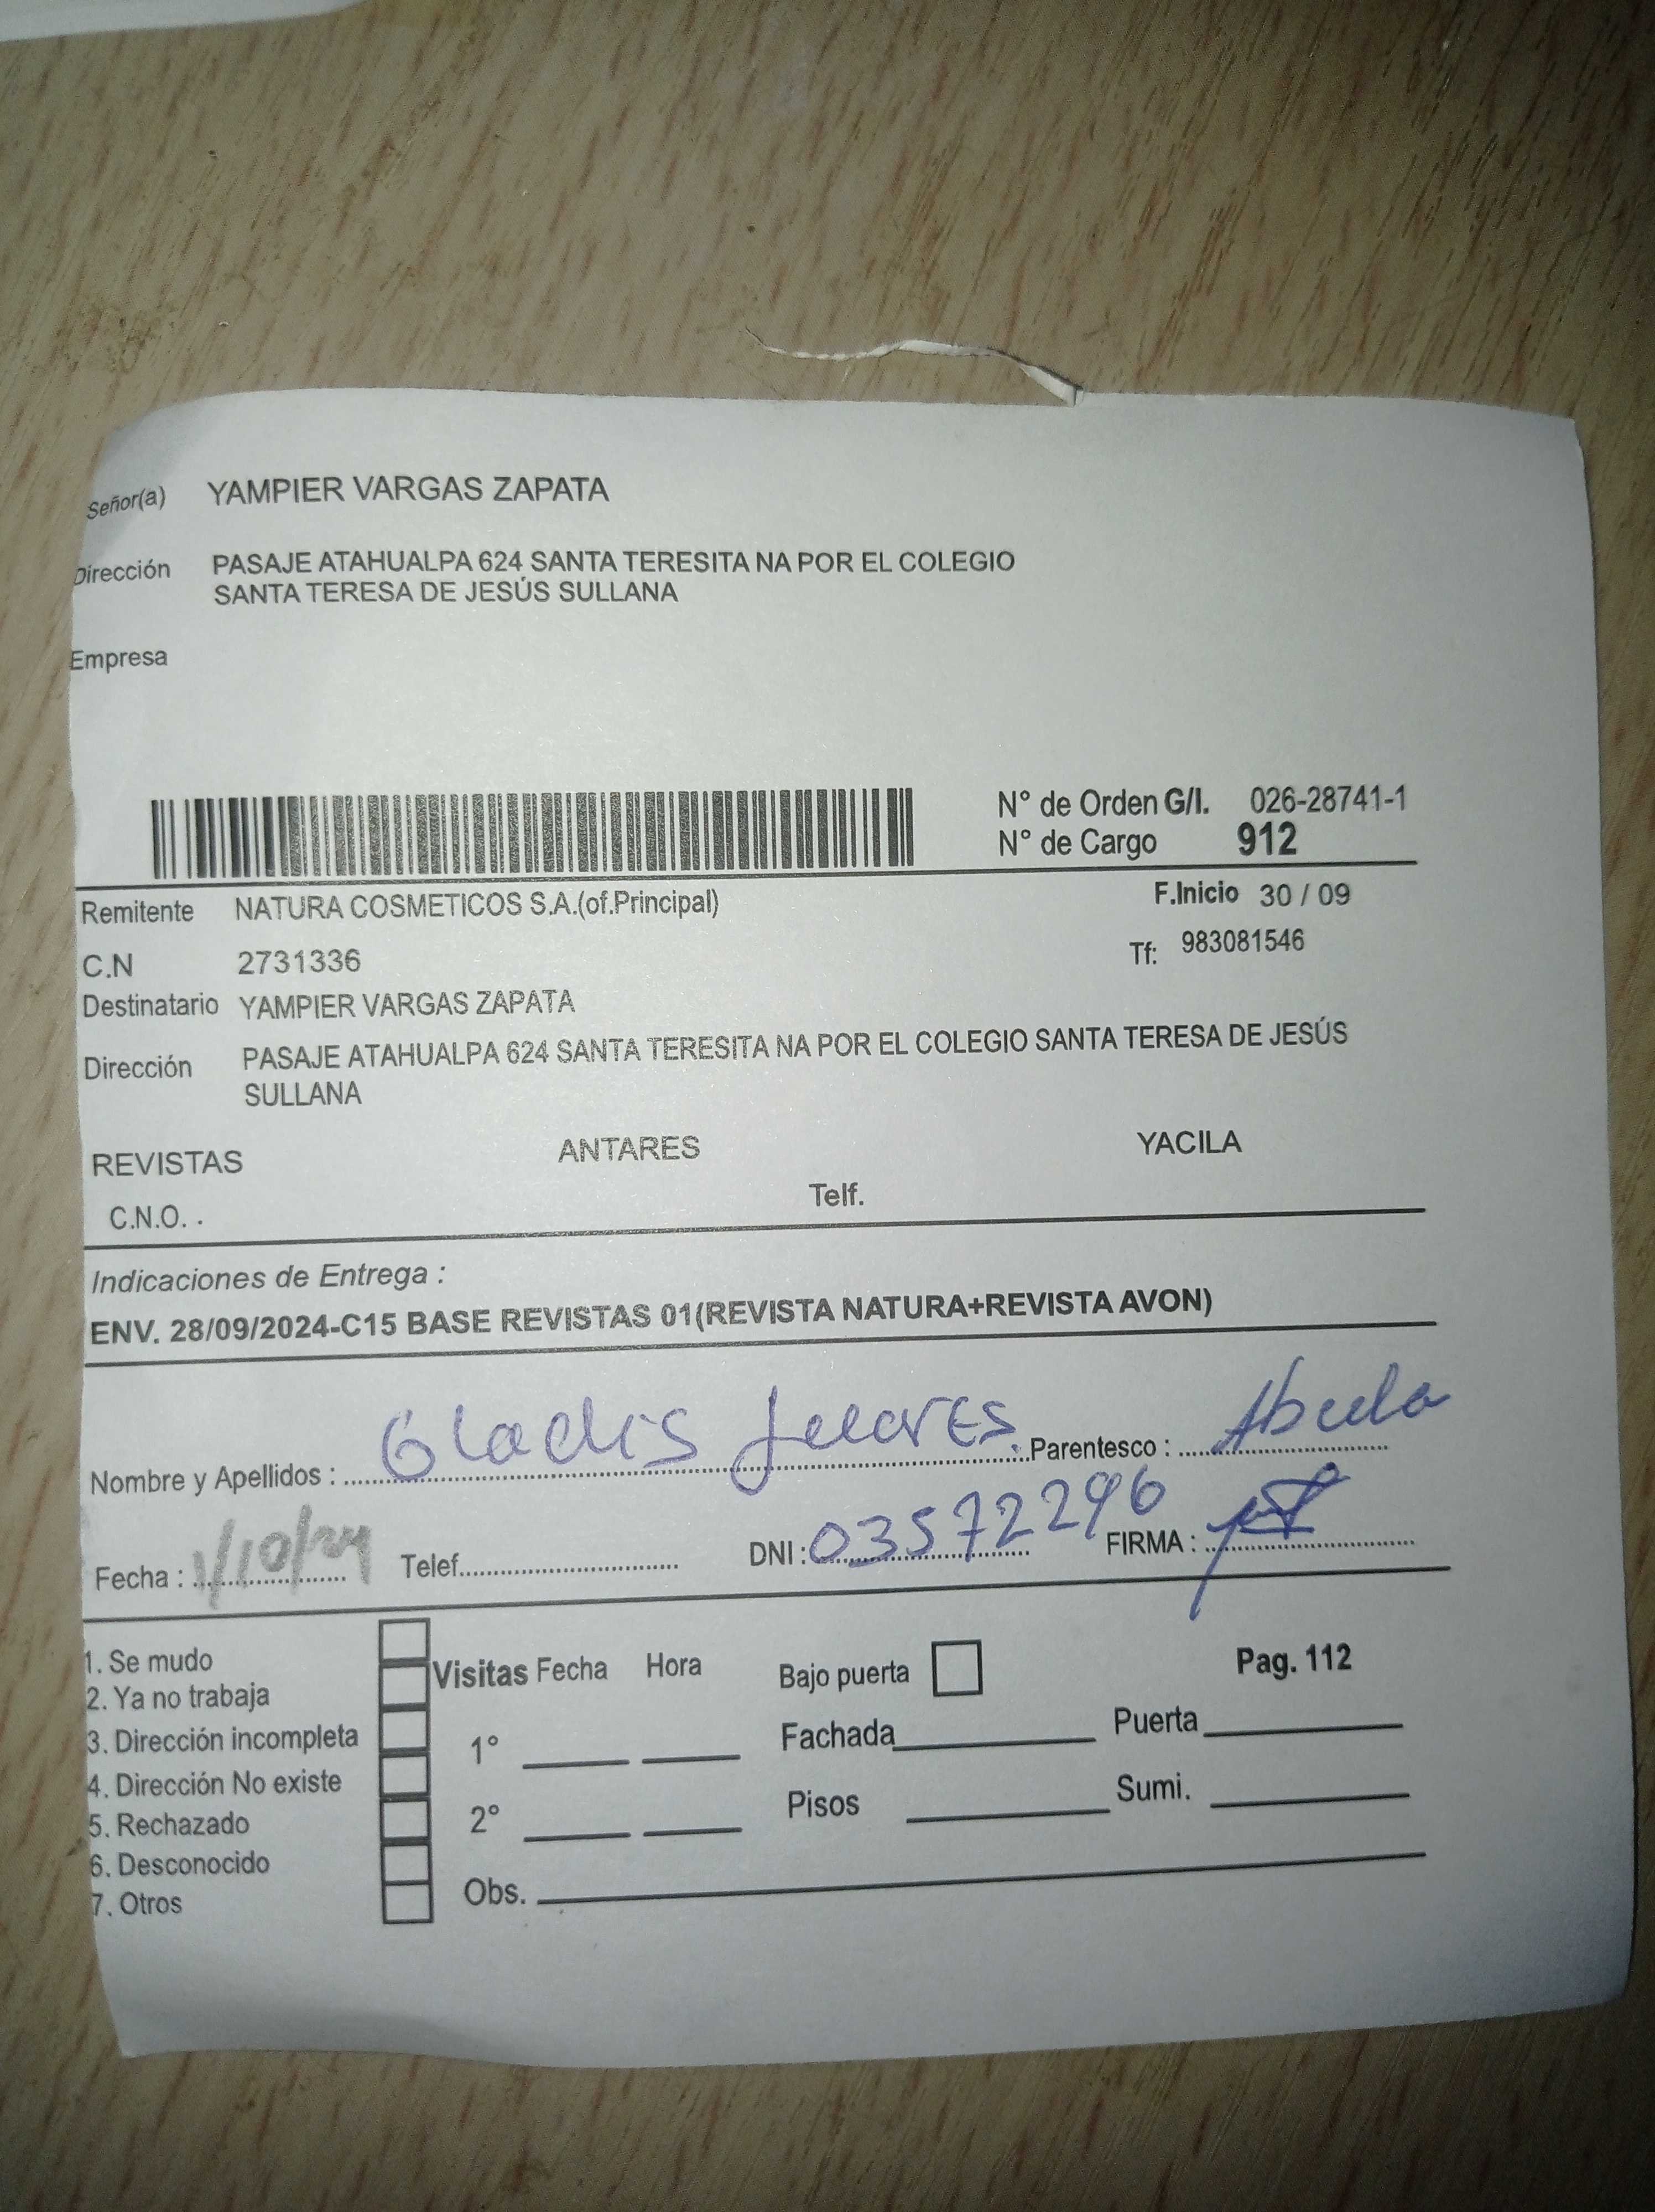 Señor(a) YAMPIER VARGAS ZAPATA
Dirección PASAJE ATAHUALPA 624 SANTA TERESITA NA POR EL COLEGIO
SANTA TERESA DE JESÚS SULLANA
Empresa
N° de Orden G/I. 026-28741-1
N° de Cargo 912
Remitente NATURA COSMETICOS S.A.(of.Principal) F.Inicio 30 / 09
C.N 2731336 Tf: 983081546
Destinatario YAMPIER VARGAS ZAPATA
Dirección PASAJE ATAHUALPA 624 SANTA TERESITA NA POR EL COLEGIO SANTA TERESA DE JESÚS
SULLANA
REVISTAS ANTARES YACILA
C.N.O. . Telf.
Indicaciones de Entrega :
ENV. 28/09/2024-C15 BASE REVISTAS 01(REVISTA NATURA+REVISTA AVON)
Nombre y Apellidos : Gladis Parentesco : Abuela
Fecha : 1/10/24 Telef. DNI : 03572296 FIRMA :
1. Se mudo
2. Ya no trabaja
3. Dirección incompleta
4. Dirección No existe
5. Rechazado
6. Desconocido
7. Otros
Visitas Fecha Hora Bajo puerta Pag. 112
1° Fachada Puerta
2° Pisos Sumi.
Obs.